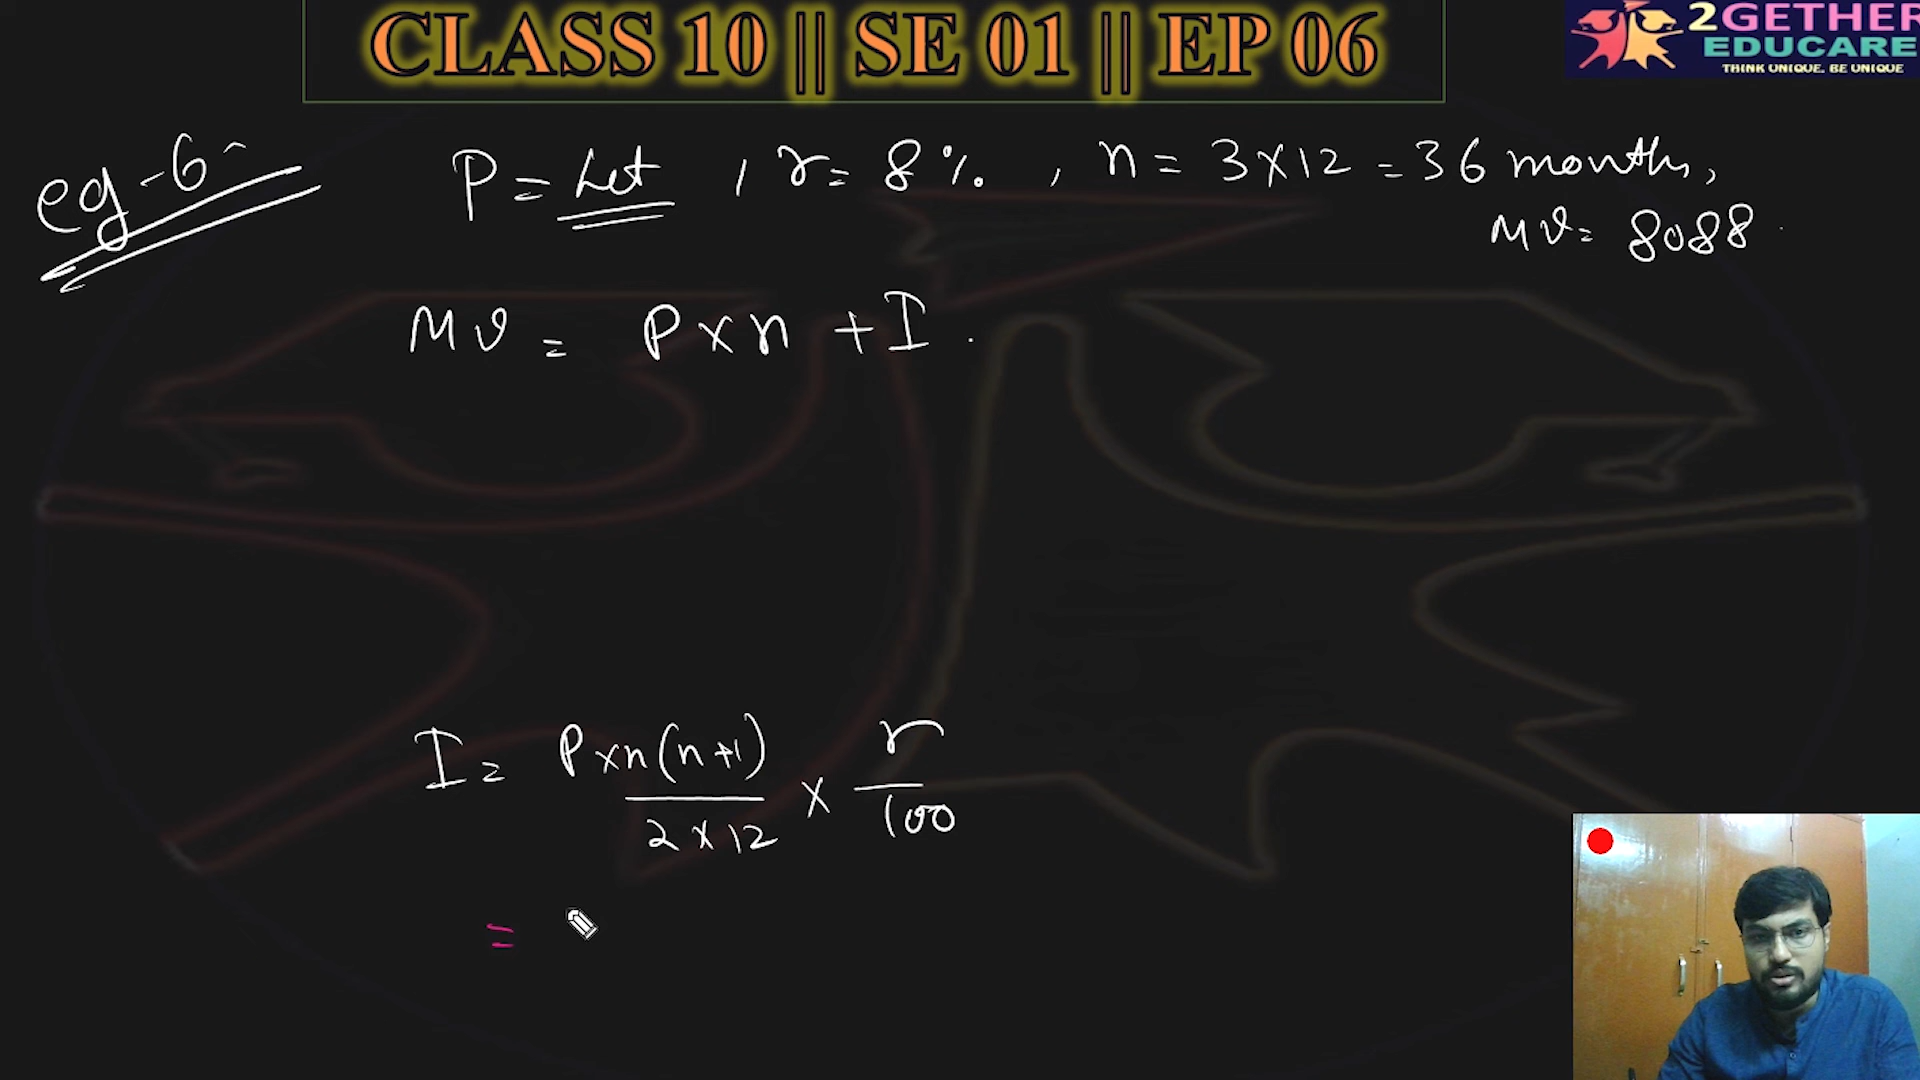 CLASS 10 || SE 01 || EP 06
2GETHER
EDUCARE
THINK UNIQUE, BE UNIQUE
eg-6
P = Let , r = 8% , n = 3×12 = 36 months,
MV = 8088
MV = P×n + I.
I = P×n(n+1)/2×12 × r/100
=